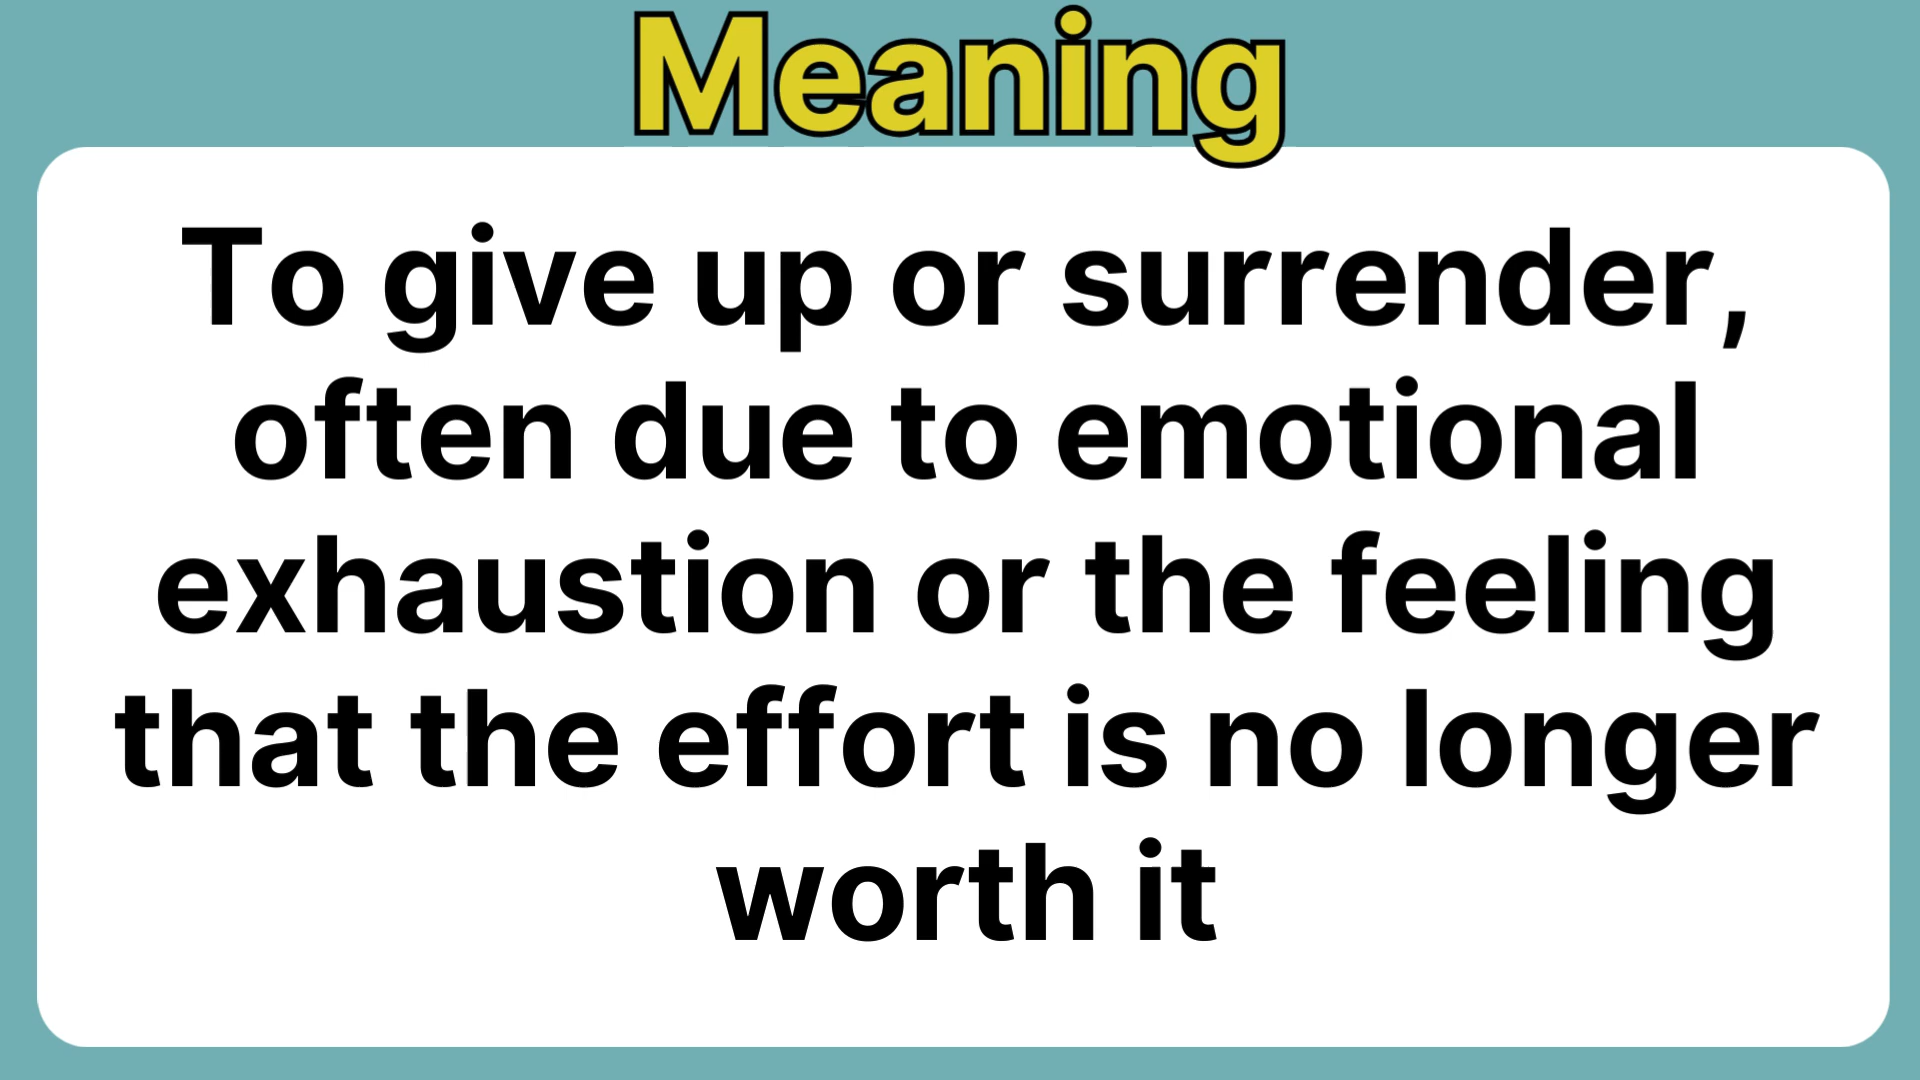 Meaning
To give up or surrender,
often due to emotional
exhaustion or the feeling
that the effort is no longer
worth it